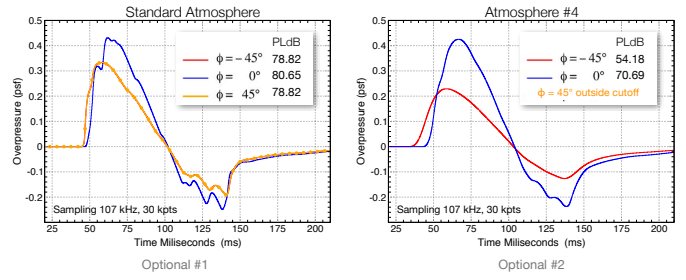 Standard Atmosphere
Overpressure (psf)
0.5
0.4
0.3
0.2
0.1
0
-0.1
-0.2
PLdB
ϕ = − 45° 78.82
ϕ = 0° 80.65
ϕ = 45° 78.82
Sampling 107 kHz, 30 kpts
25 50 75 100 125 150 175 200
Time Miliseconds (ms)
Optional #1
Atmosphere #4
Overpressure (psf)
0.5
0.4
0.3
0.2
0.1
0
-0.1
-0.2
PLdB
ϕ = − 45° 54.18
ϕ = 0° 70.69
ϕ = 45° outside cutoff
Sampling 107 kHz, 30 kpts
25 50 75 100 125 150 175 200
Time Miliseconds (ms)
Optional #2